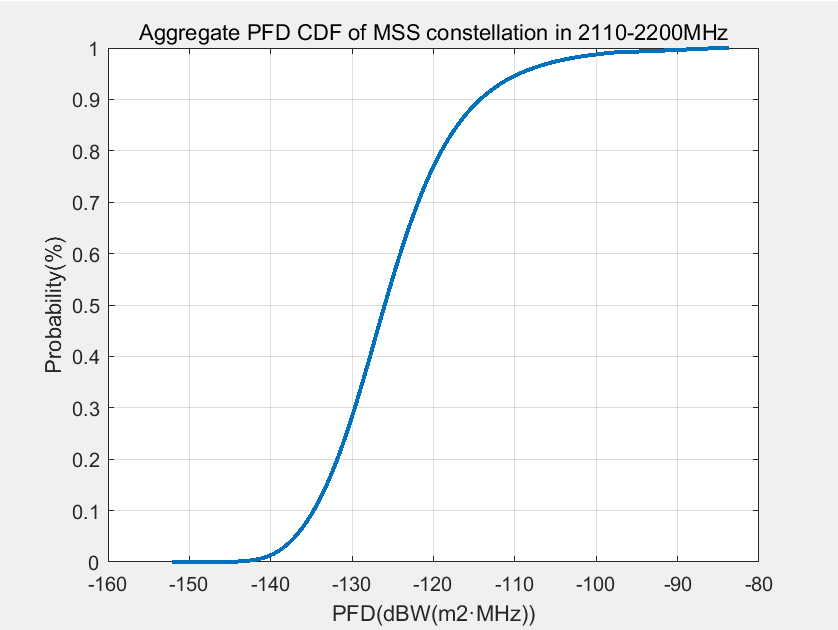 Aggregate PFD CDF of MSS constellation in 2110-2200MHz
1
0.9
0.8
0.7
0.6
0.5
0.4
0.3
0.2
0.1
0
Probability(%)
-160 -150 -140 -130 -120 -110 -100 -90 -80
PFD(dBW(m2·MHz))